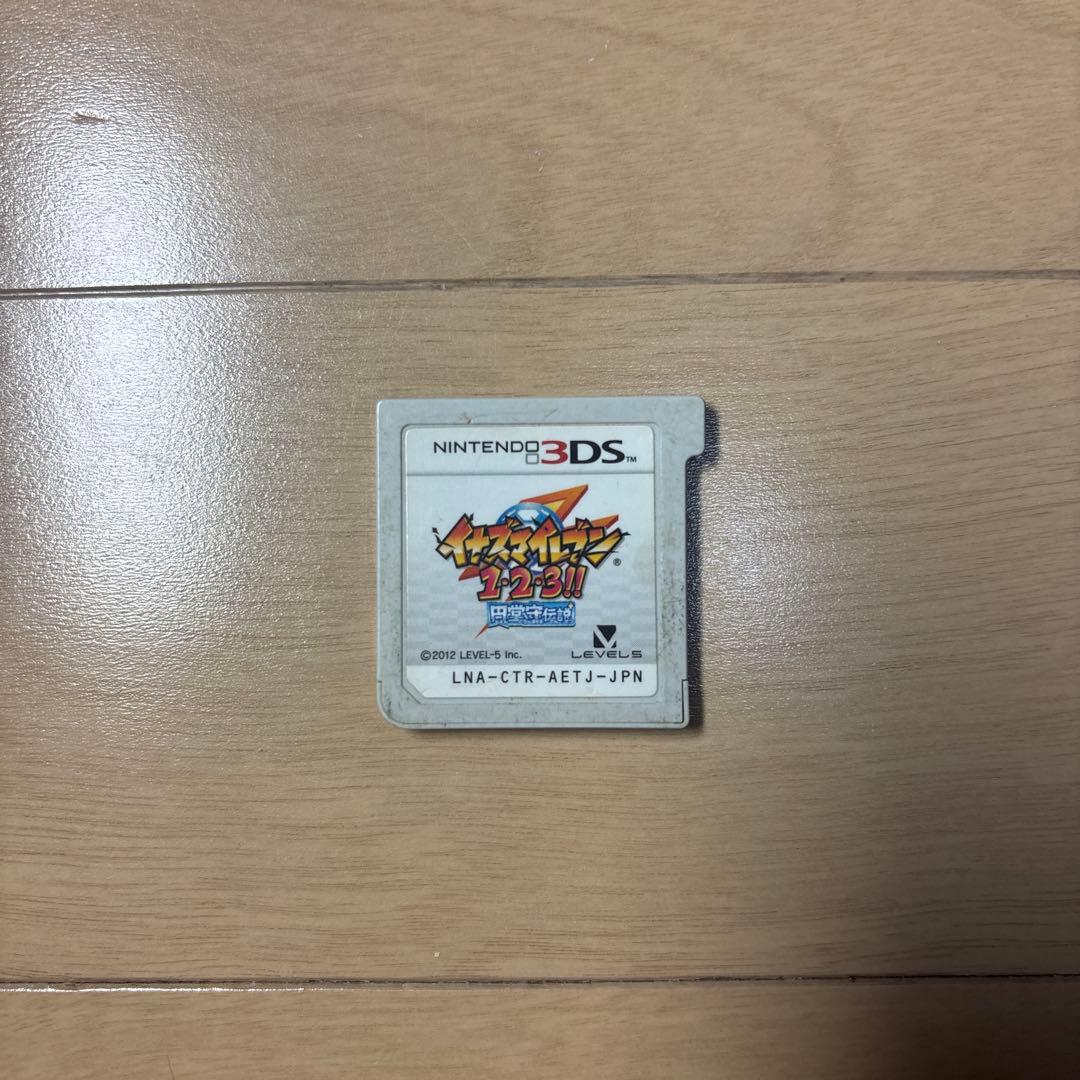 NINTENDO 3DS™
イナズマイレブン®
1・2・3!!
円堂守伝説
©2012 LEVEL-5 Inc.
LEVEL5
LNA-CTR-AETJ-JPN